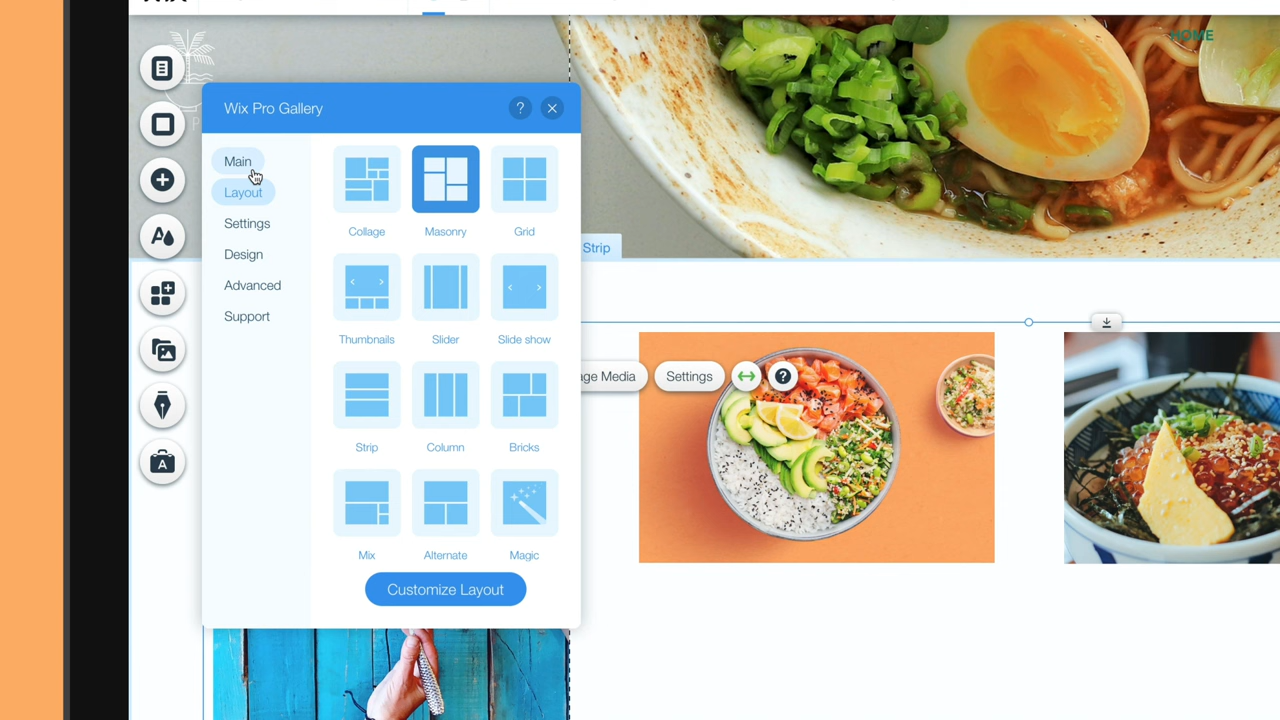 HOME
Wix Pro Gallery
?
Main
Layout
Settings
Design
Advanced
Support
Collage
Masonry
Grid
Thumbnails
Slider
Slide show
Strip
Column
Bricks
Mix
Alternate
Magic
Customize Layout
Strip
age Media
Settings
?
A
A